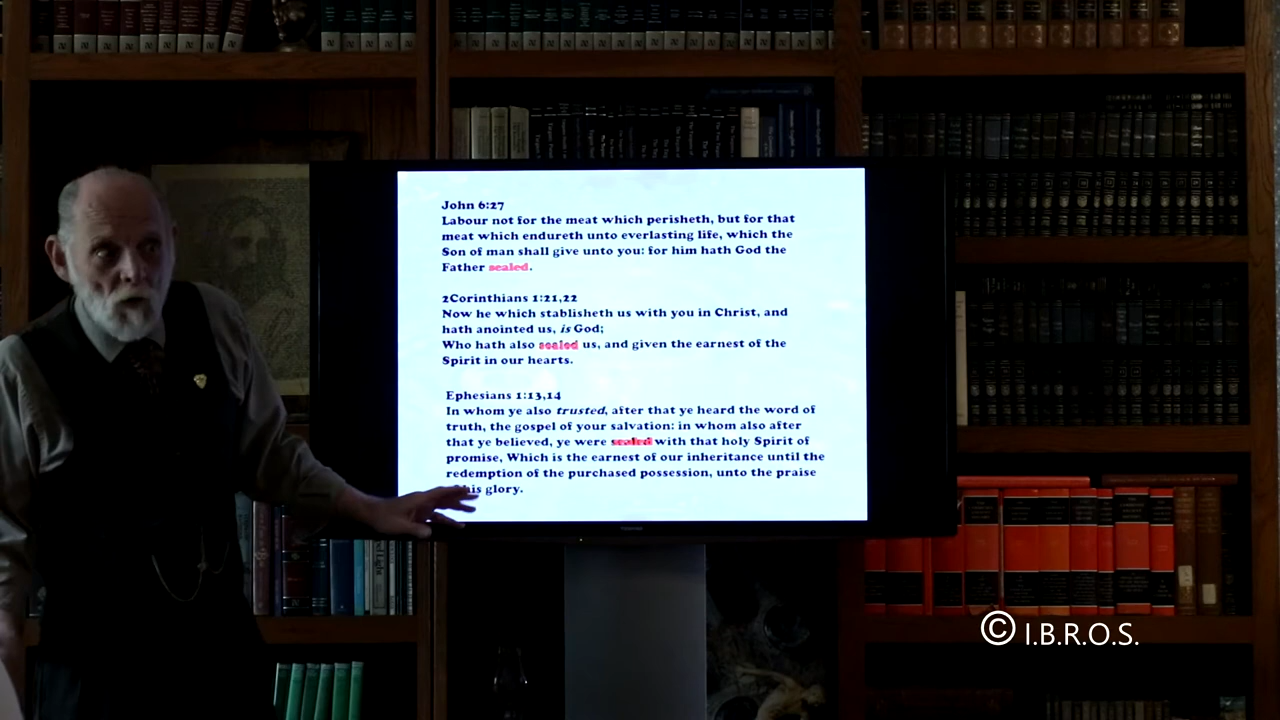 John 6:27
Labour not for the meat which perisheth, but for that
meat which endureth unto everlasting life, which the
Son of man shall give unto you: for him hath God the
Father sealed.
2Corinthians 1:21,22
Now he which stablisheth us with you in Christ, and
hath anointed us, is God;
Who hath also sealed us, and given the earnest of the
Spirit in our hearts.
Ephesians 1:13,14
In whom ye also trusted, after that ye heard the word of
truth, the gospel of your salvation: in whom also after
that ye believed, ye were sealed with that holy Spirit of
promise, Which is the earnest of our inheritance until the
redemption of the purchased possession, unto the praise
his glory.
© I.B.R.O.S.